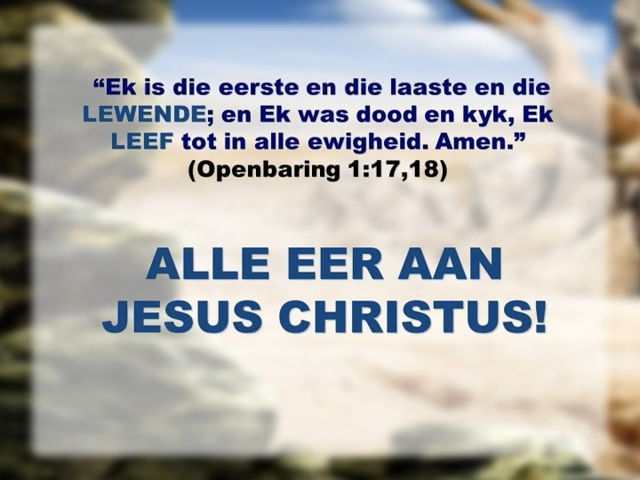 “Ek is die eerste en die laaste en die
LEWENDE; en Ek was dood en kyk, Ek
LEEF tot in alle ewigheid. Amen.”
(Openbaring 1:17,18)
ALLE EER AAN
JESUS CHRISTUS!